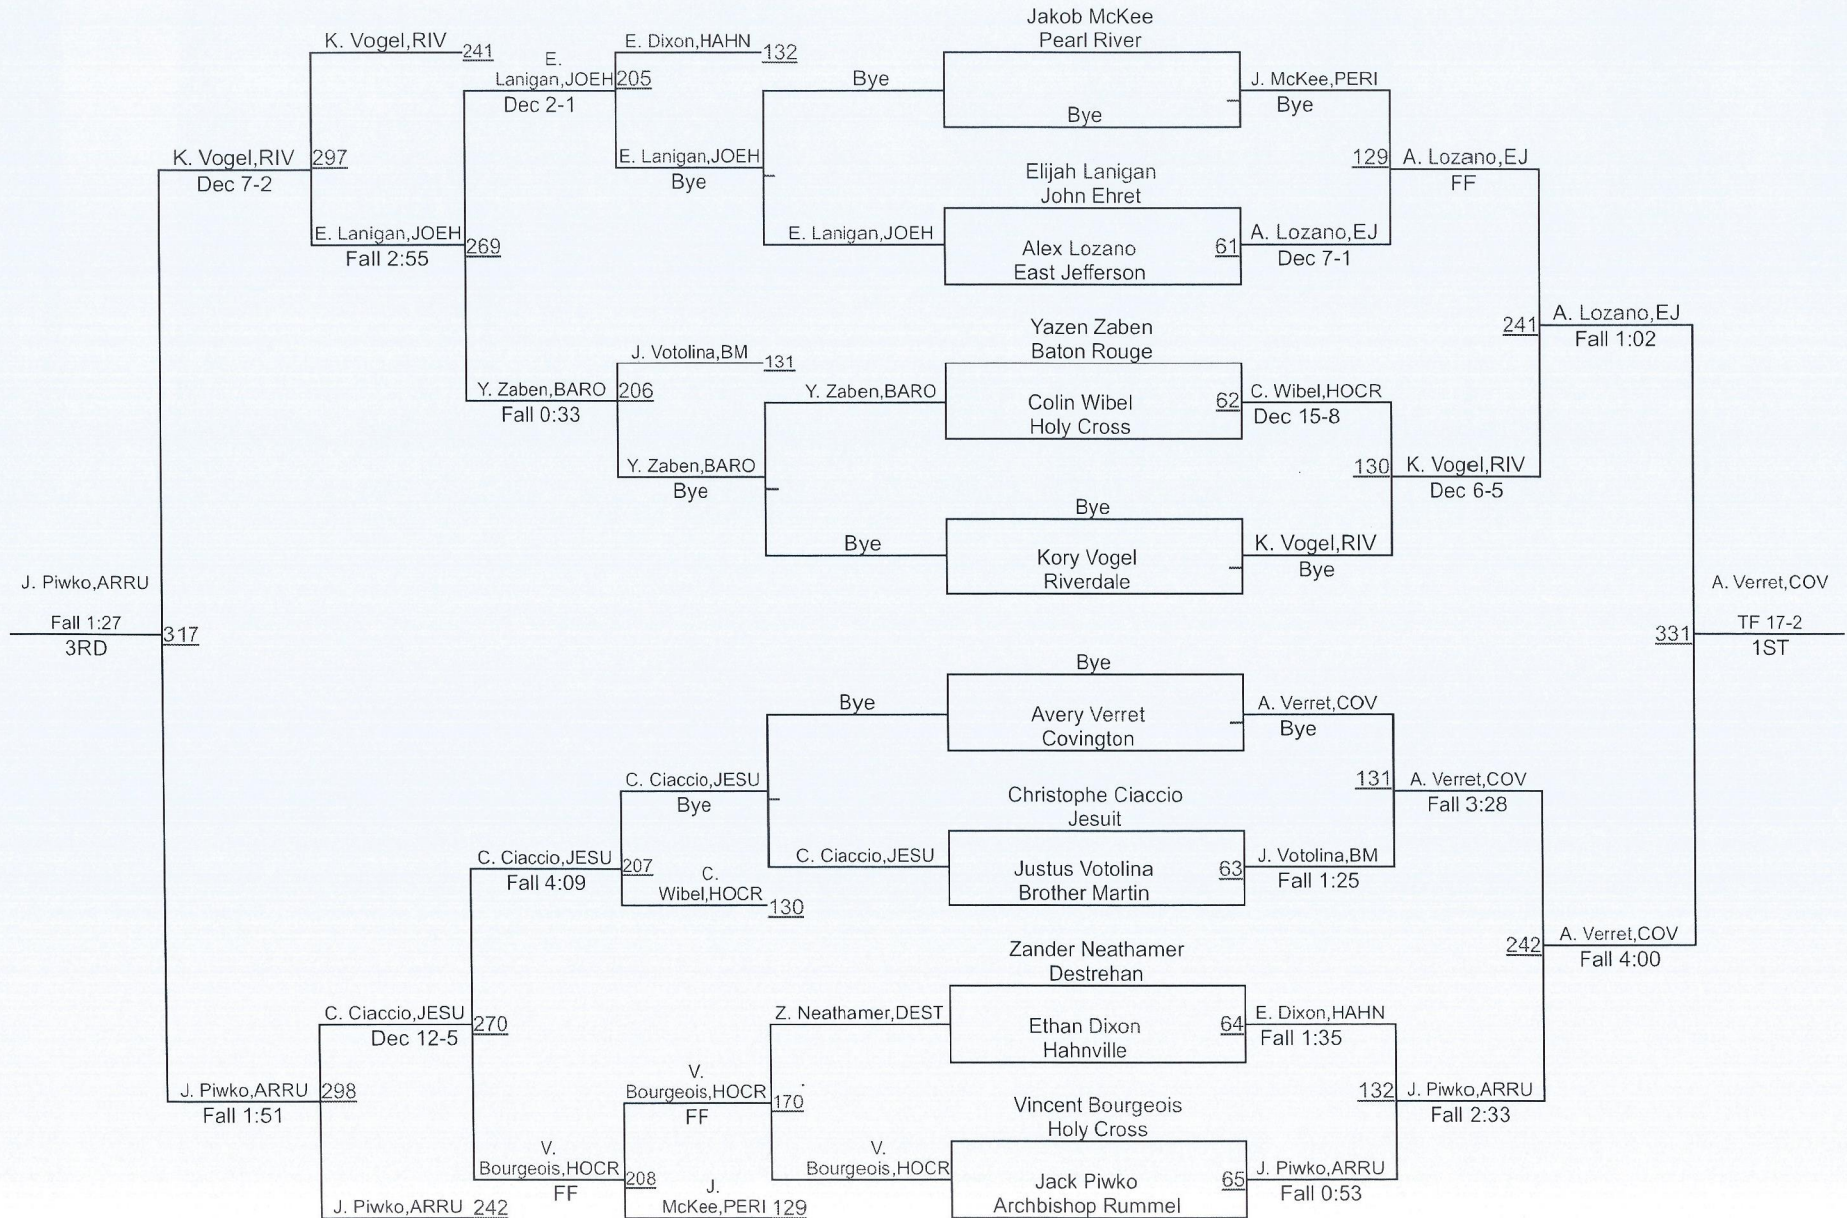 Jakob McKee
Pearl River
K. Vogel,RIV 241
E. Lanigan,JOEH 205
Dec 2-1
E. Dixon,HAHN 132
Bye
Bye
J. McKee,PERI
Bye
K. Vogel,RIV 297
Dec 7-2
E. Lanigan,JOEH
Bye
Elijah Lanigan
John Ehret
129 A. Lozano,EJ
FF
E. Lanigan,JOEH 269
Fall 2:55
E. Lanigan,JOEH
Alex Lozano 61
East Jefferson
A. Lozano,EJ
Dec 7-1
Yazen Zaben
Baton Rouge
241 A. Lozano,EJ
Fall 1:02
J. Votolina,BM 131
Y. Zaben,BARO 206
Fall 0:33
Y. Zaben,BARO
Colin Wibel 62
Holy Cross
C. Wibel,HOCR
Dec 15-8
Y. Zaben,BARO
Bye
130 K. Vogel,RIV
Dec 6-5
Bye
Bye
Kory Vogel
Riverdale
K. Vogel,RIV
Bye
J. Piwko,ARRU
Fall 1:27
3RD
317
A. Verret,COV
331 TF 17-2
1ST
Bye
Bye
Avery Verret
Covington
A. Verret,COV
Bye
C. Ciaccio,JESU
Bye
Christophe Ciaccio
Jesuit
131 A. Verret,COV
Fall 3:28
C. Ciaccio,JESU 207
Fall 4:09
C. Wibel,HOCR 130
C. Ciaccio,JESU
Justus Votolina 63
Brother Martin
J. Votolina,BM
Fall 1:25
Zander Neathamer
Destrehan
242 A. Verret,COV
Fall 4:00
C. Ciaccio,JESU 270
Dec 12-5
Z. Neathamer,DEST
Ethan Dixon 64
Hahnville
E. Dixon,HAHN
Fall 1:35
J. Piwko,ARRU 298
Fall 1:51
V.
Bourgeois,HOCR 170
FF
Vincent Bourgeois
Holy Cross
132 J. Piwko,ARRU
Fall 2:33
V.
Bourgeois,HOCR 208
FF
V.
Bourgeois,HOCR
Jack Piwko 65
Archbishop Rummel
J. Piwko,ARRU
Fall 0:53
J. Piwko,ARRU 242
J.
McKee,PERI 129